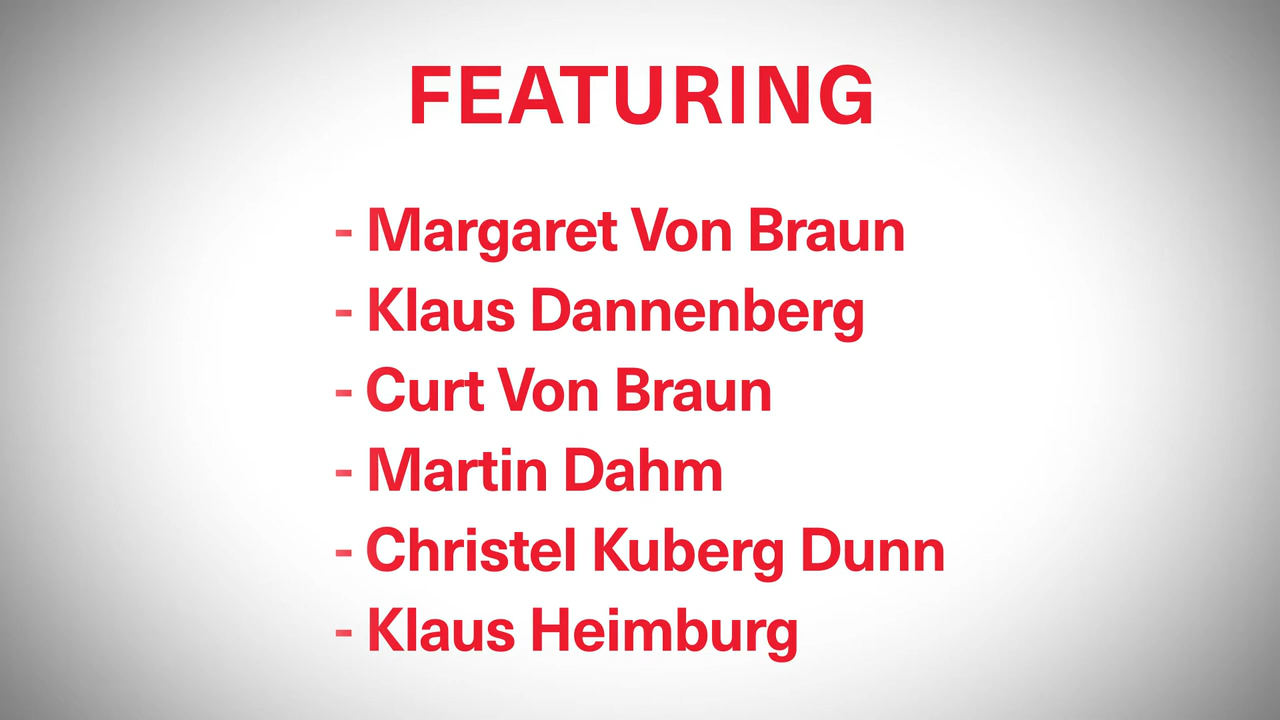 FEATURING
- Margaret Von Braun
- Klaus Dannenberg
- Curt Von Braun
- Martin Dahm
- Christel Kuberg Dunn
- Klaus Heimburg